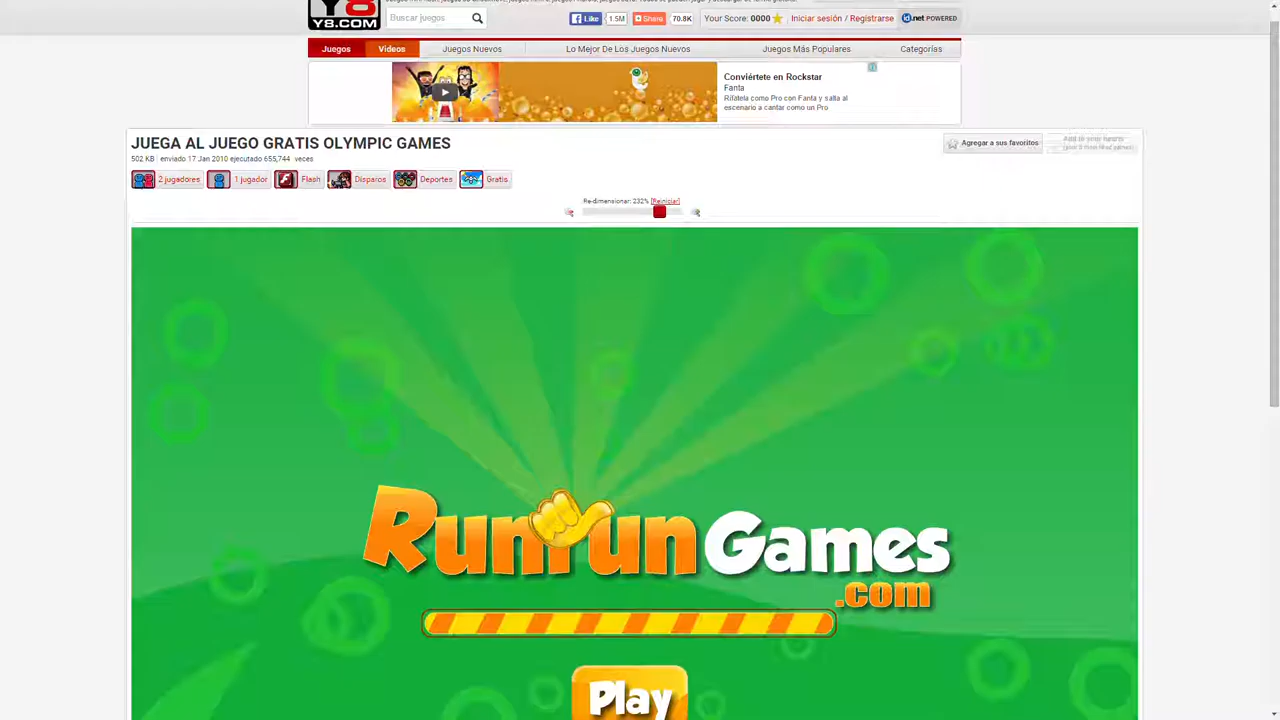 Y8
Y8.COM
Buscar juegos
Like 1.5M
Share 70.8K
Your Score: 0000
Iniciar sesión / Registrarse
d.net POWERED
Juegos
Videos
Juegos Nuevos
Lo Mejor De Los Juegos Nuevos
Juegos Más Populares
Categorías
Conviértete en Rockstar
Fanta
Rífatela como Pro con Fanta y salta al
escenario a cantar como un Pro
JUEGA AL JUEGO GRATIS OLYMPIC GAMES
Agregar a sus favoritos
502 KB enviado 17 Jan 2010 ejecutado 655,744 veces
2 jugadores
1 jugador
Flash
Disparos
Deportes
Gratis
Re-dimensionar: 232% [Reiniciar]
RunrunGames
.com
Play